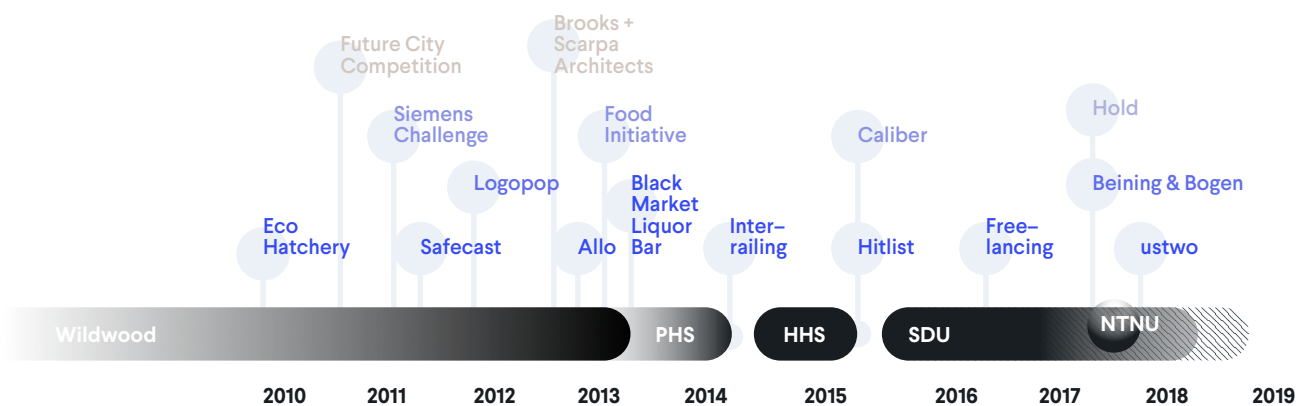 Brooks +
Scarpa
Architects
Future City
Competition
Siemens
Challenge
Food
Initiative
Caliber
Hold
Logopop
Black
Market
Liquor
Bar
Beining & Bogen
Eco
Hatchery
Safecast
Allo
Inter–
railing
Hitlist
Free–
lancing
ustwo
Wildwood
PHS
HHS
SDU
NTNU
2010
2011
2012
2013
2014
2015
2016
2017
2018
2019